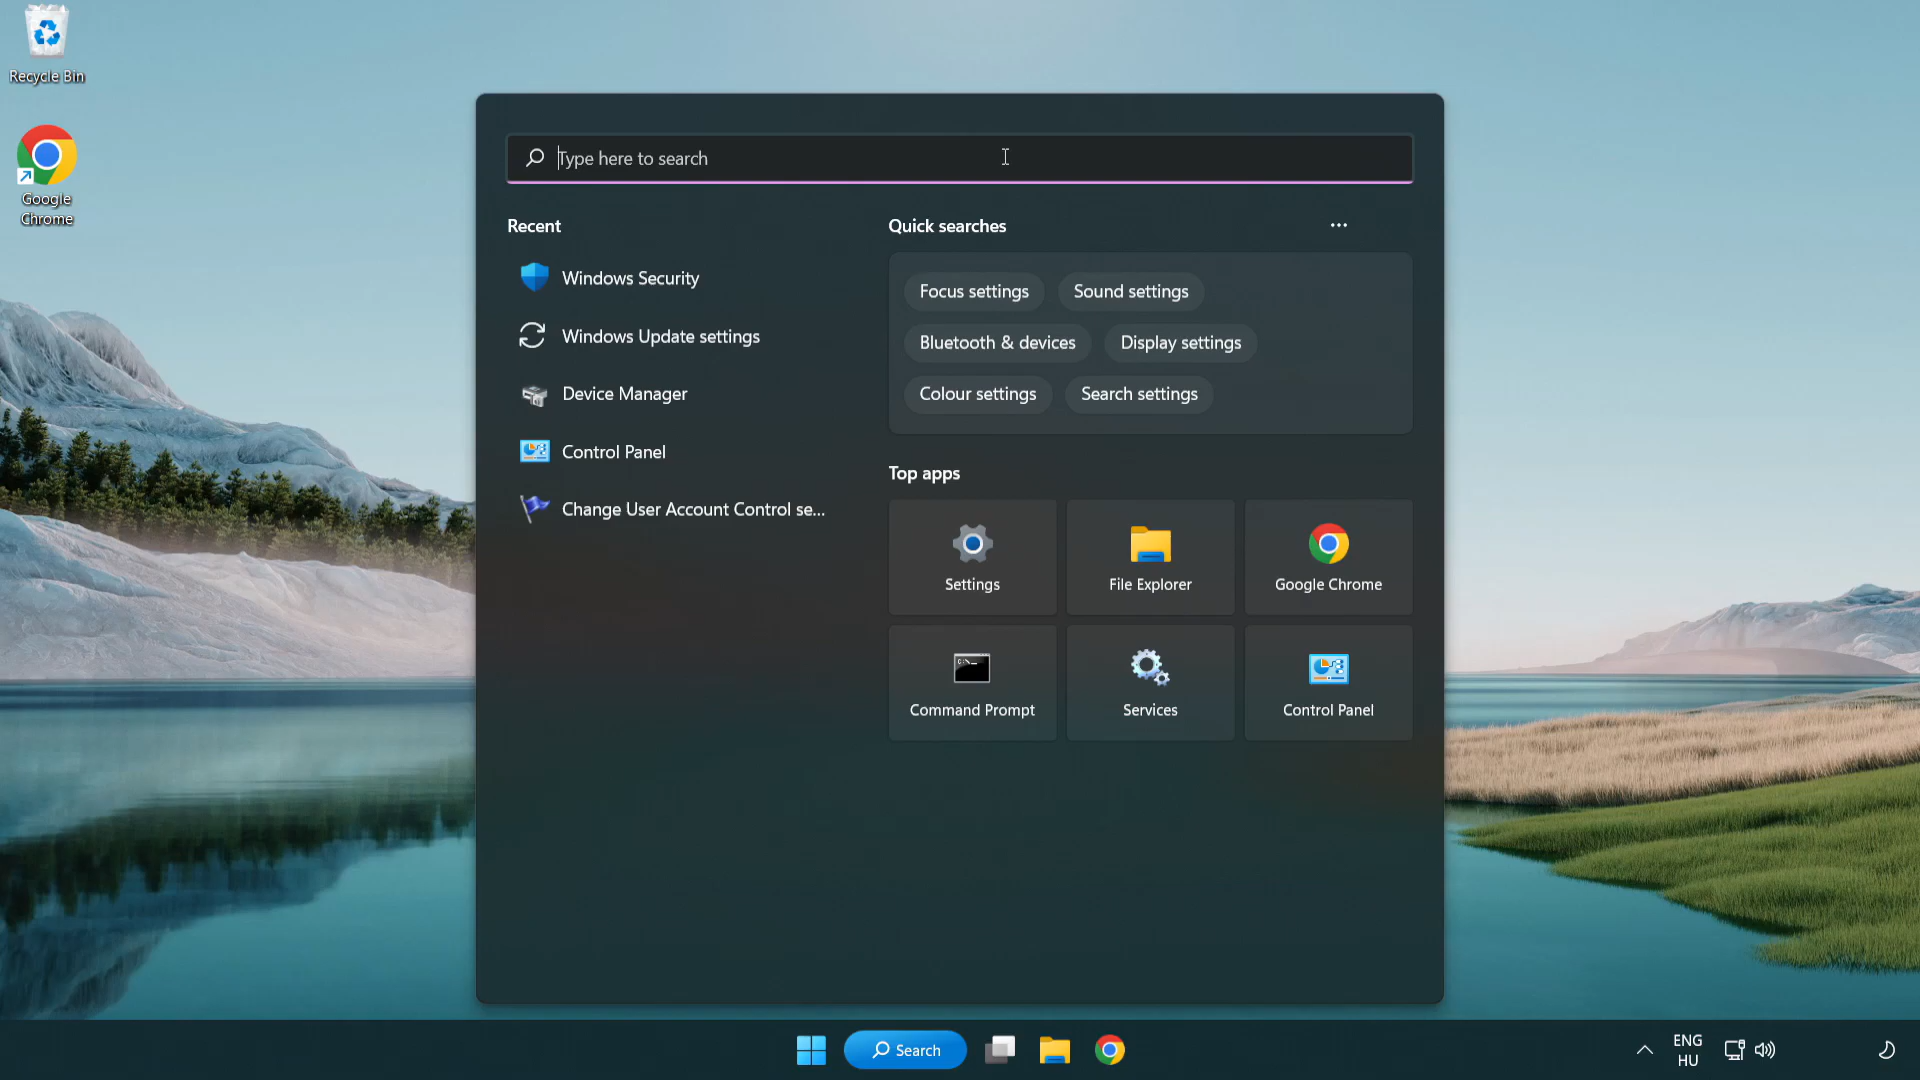 Recycle Bin
Google
Chrome
Type here to search
Recent
Windows Security
Windows Update settings
Device Manager
Control Panel
Change User Account Control se...
Quick searches
Focus settings
Sound settings
Bluetooth & devices
Display settings
Colour settings
Search settings
Top apps
Settings
File Explorer
Google Chrome
Command Prompt
Services
Control Panel
Search
ENG
HU